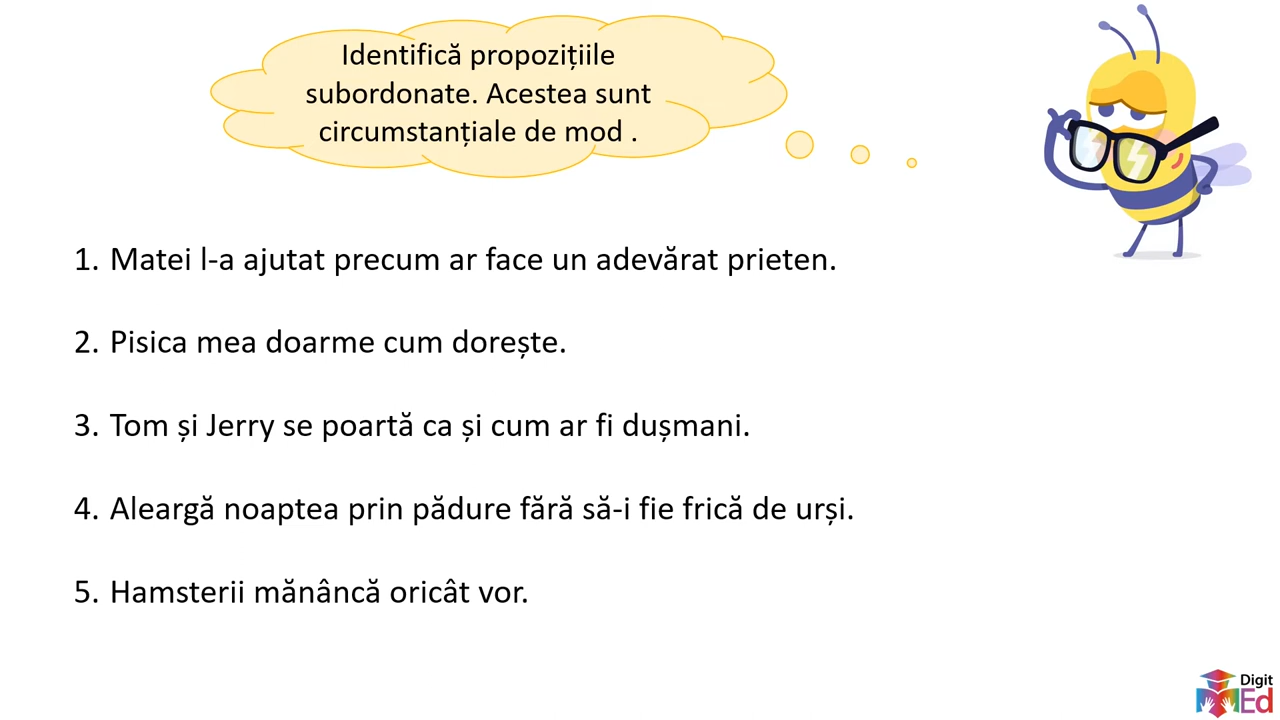 Identifică propozițiile
subordonate. Acestea sunt
circumstanțiale de mod .
1. Matei l-a ajutat precum ar face un adevărat prieten.
2. Pisica mea doarme cum dorește.
3. Tom și Jerry se poartă ca și cum ar fi dușmani.
4. Aleargă noaptea prin pădure fără să-i fie frică de urși.
5. Hamsterii mănâncă oricât vor.
Digit
Ed